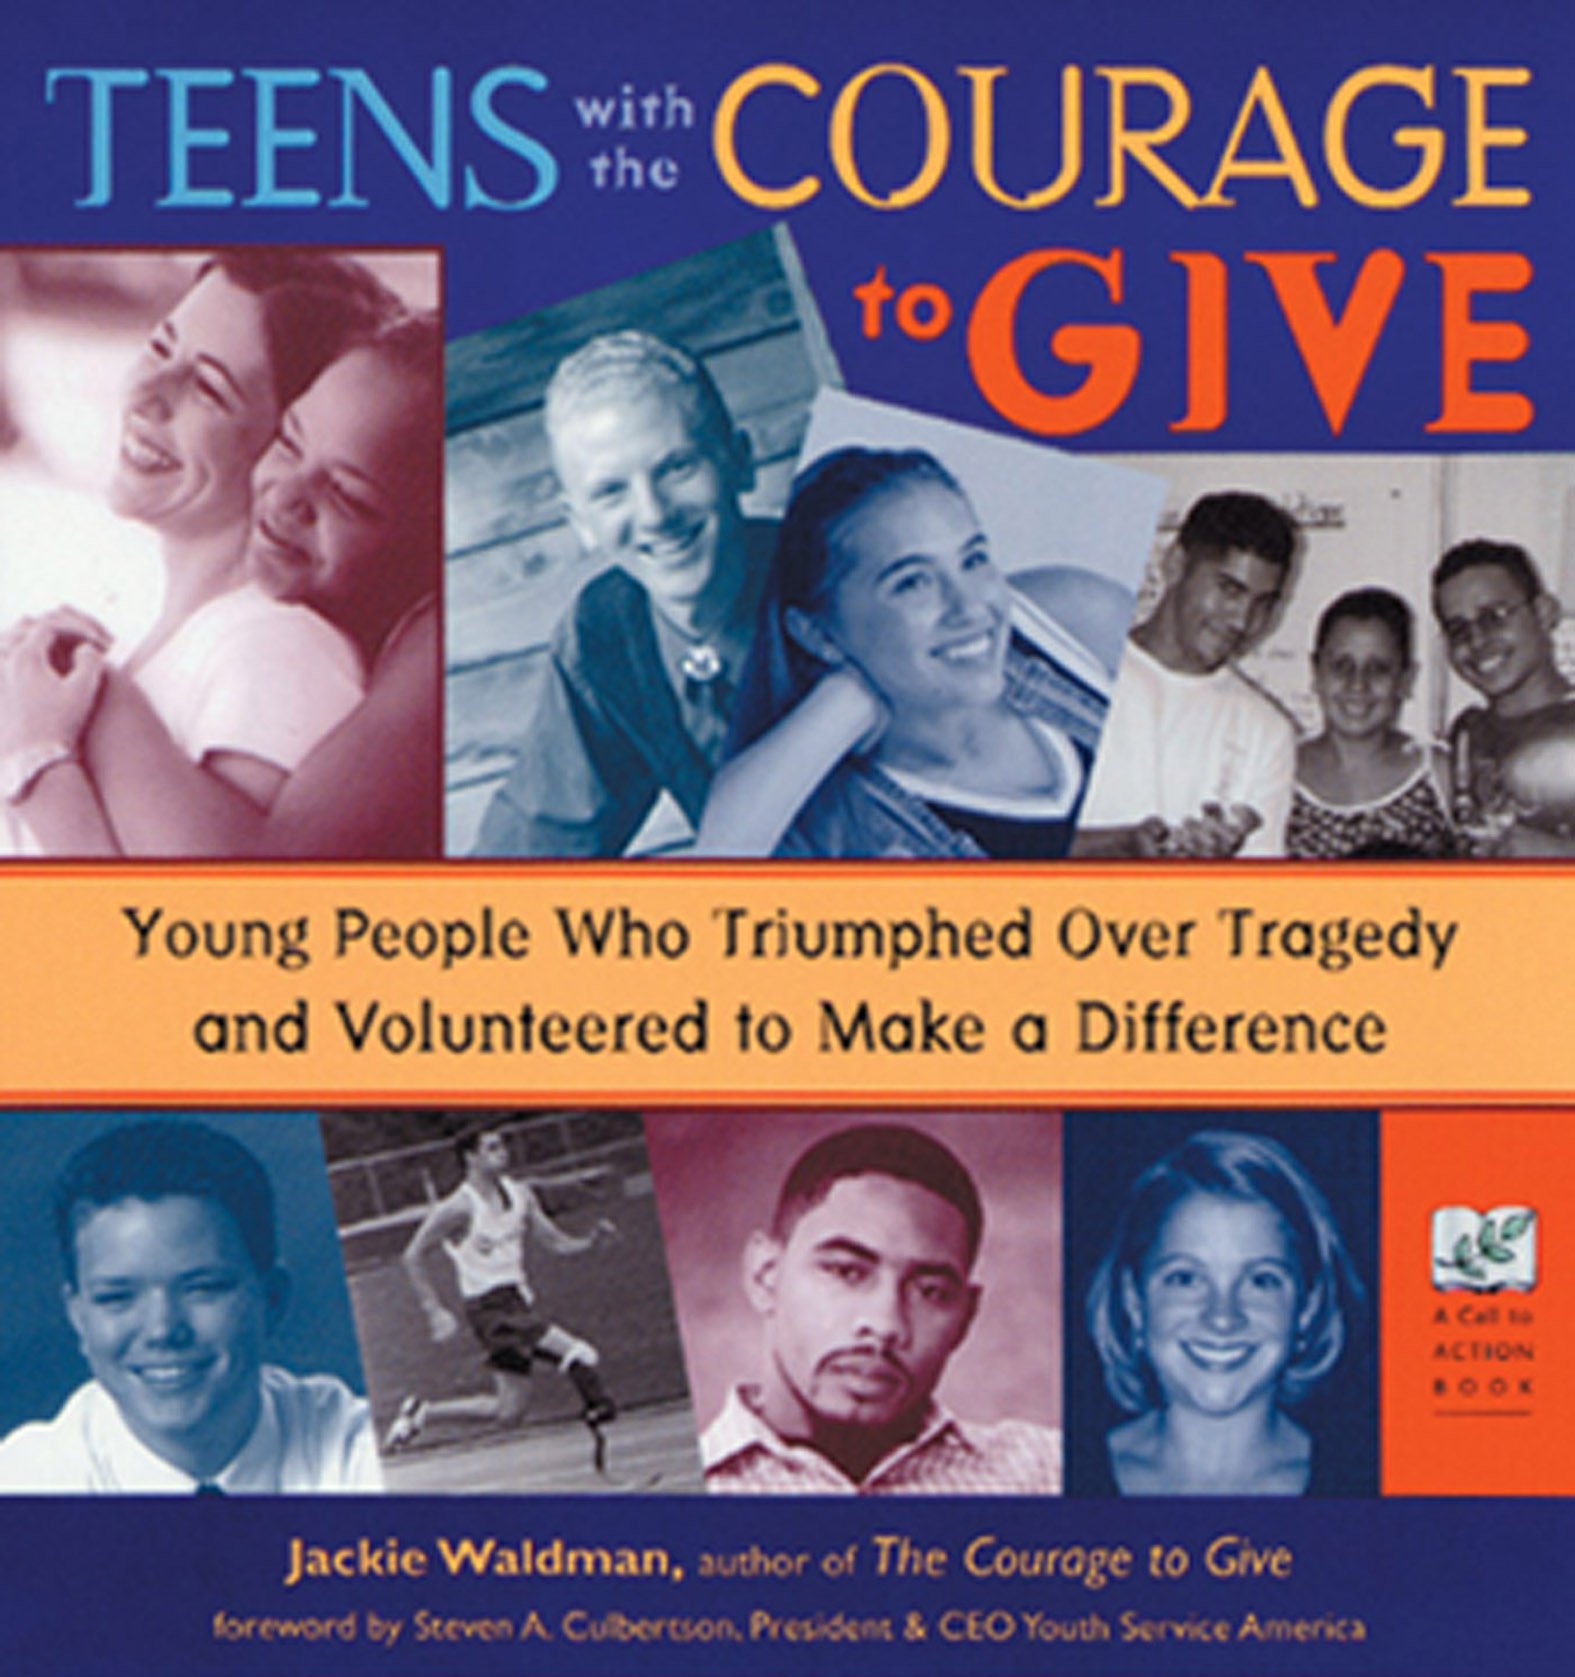 TEENS with the COURAGE
to GIVE
Young People Who Triumphed Over Tragedy
and Volunteered to Make a Difference
A Call to
ACTION
BOOK
Jackie Waldman, author of The Courage to Give
foreword by Steven A. Culbertson, President & CEO Youth Service America